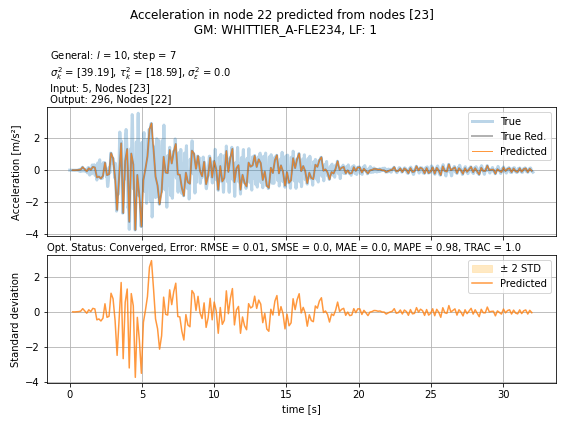 Acceleration in node 22 predicted from nodes [23]
GM: WHITTIER_A-FLE234, LF: 1
General: l = 10, step = 7
σ²ₖ = [39.19], τ²ₖ = [18.59], σ²ε = 0.0
Input: 5, Nodes [23]
Output: 296, Nodes [22]
Acceleration [m/s²]
2
0
−2
−4
True
True Red.
Predicted
Opt. Status: Converged, Error: RMSE = 0.01, SMSE = 0.0, MAE = 0.0, MAPE = 0.98, TRAC = 1.0
Standard deviation
2
0
−2
−4
± 2 STD
Predicted
0 5 10 15 20 25 30
time [s]